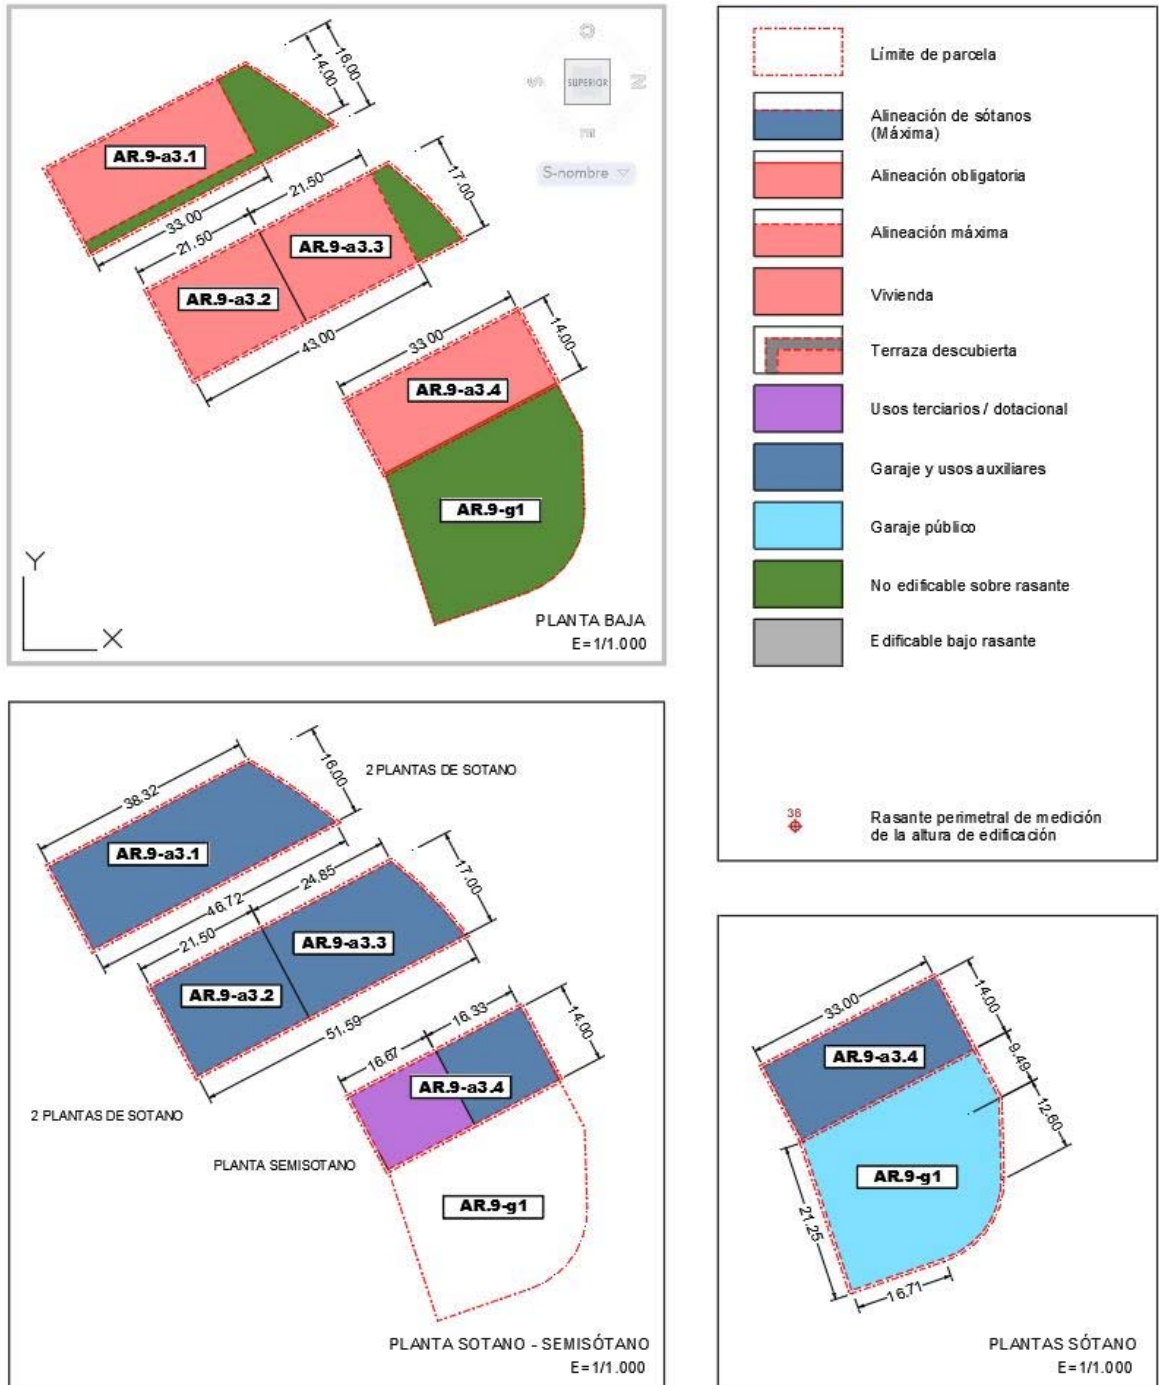 14.00
16.00
AR.9-a3.1
33.00
21.50
21.50
17.00
AR.9-a3.3
AR.9-a3.2
43.00
33.00
14.00
AR.9-a3.4
AR.9-g1
SUPERIOR
S
N
E
S-nombre
Y
X
PLANTA BAJA
E=1/1.000
Límite de parcela
Alineación de sótanos
(Máxima)
Alineación obligatoria
Alineación máxima
Vivienda
Terraza descubierta
Usos terciarios / dotacional
Garaje y usos auxiliares
Garaje público
No edificable sobre rasante
Edificable bajo rasante
38
Rasante perimetral de medición
de la altura de edificación
38.32
16.00
2 PLANTAS DE SOTANO
AR.9-a3.1
46.72
24.85
17.00
21.50
AR.9-a3.3
AR.9-a3.2
51.59
16.33
14.00
16.67
AR.9-a3.4
2 PLANTAS DE SOTANO
PLANTA SEMISOTANO
AR.9-g1
PLANTA SOTANO - SEMISÓTANO
E=1/1.000
33.00
14.00
AR.9-a3.4
9.49
12.60
AR.9-g1
21.25
16.71
PLANTAS SÓTANO
E=1/1.000